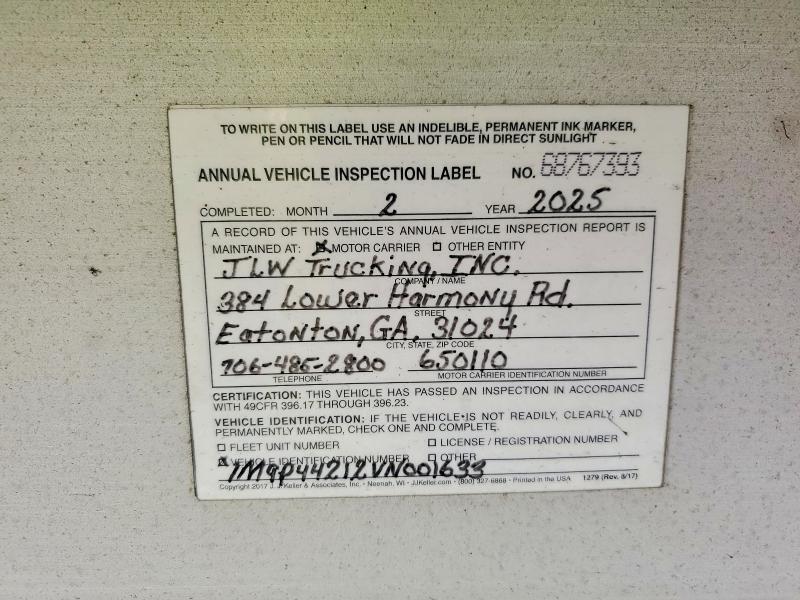 TO WRITE ON THIS LABEL USE AN INDELIBLE, PERMANENT INK MARKER,
PEN OR PENCIL THAT WILL NOT FADE IN DIRECT SUNLIGHT
ANNUAL VEHICLE INSPECTION LABEL NO. 68767393
COMPLETED: MONTH 2 YEAR 2025
A RECORD OF THIS VEHICLE'S ANNUAL VEHICLE INSPECTION REPORT IS
MAINTAINED AT: MOTOR CARRIER OTHER ENTITY
JLW Trucking, INC.
COMPANY / NAME
384 Lower Harmony Rd.
STREET
Eatonton, GA, 31024
CITY, STATE, ZIP CODE
706-485-2800 650110
TELEPHONE MOTOR CARRIER IDENTIFICATION NUMBER
CERTIFICATION: THIS VEHICLE HAS PASSED AN INSPECTION IN ACCORDANCE
WITH 49CFR 396.17 THROUGH 396.23.
VEHICLE IDENTIFICATION: IF THE VEHICLE IS NOT READILY, CLEARLY, AND
PERMANENTLY MARKED, CHECK ONE AND COMPLETE.
FLEET UNIT NUMBER LICENSE / REGISTRATION NUMBER
VEHICLE IDENTIFICATION NUMBER OTHER
Copyright 2017 J. J. Keller & Associates, Inc. • Neenah, WI • JJKeller.com • (800) 327-6868 • Printed in the USA 1279 (Rev. 8/17)